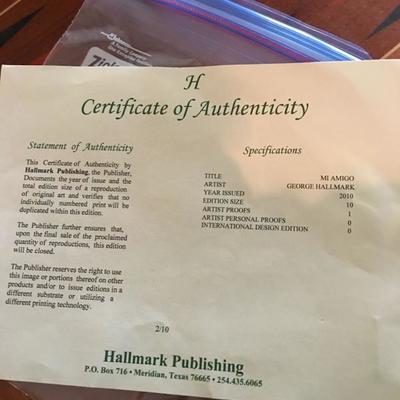 Johnson
A Family Company
Ziploc
H
Certificate of Authenticity
Statement of Authenticity
This Certificate of Authenticity by
Hallmark Publishing, the Publisher,
Documents the year of issue and the
total edition size of a reproduction
of original art and verifies that no
individually numbered print will be
duplicated within this edition.
The Publisher further ensures that,
upon the final sale of the proclaimed
quantity of reproductions, this edition
will be closed.
The Publisher reserves the right to use
this image or portions thereof on other
products and/or to issue editions in a
different substrate or utilizing a
different printing technology.
Specifications
TITLE MI AMIGO
ARTIST GEORGE HALLMARK
YEAR ISSUED 2010
EDITION SIZE 10
ARTIST PROOFS 1
ARTIST PERSONAL PROOFS 0
INTERNATIONAL DESIGN EDITION 0
2/10
Hallmark Publishing
P.O. Box 716 • Meridian, Texas 76665 • 254.435.6065